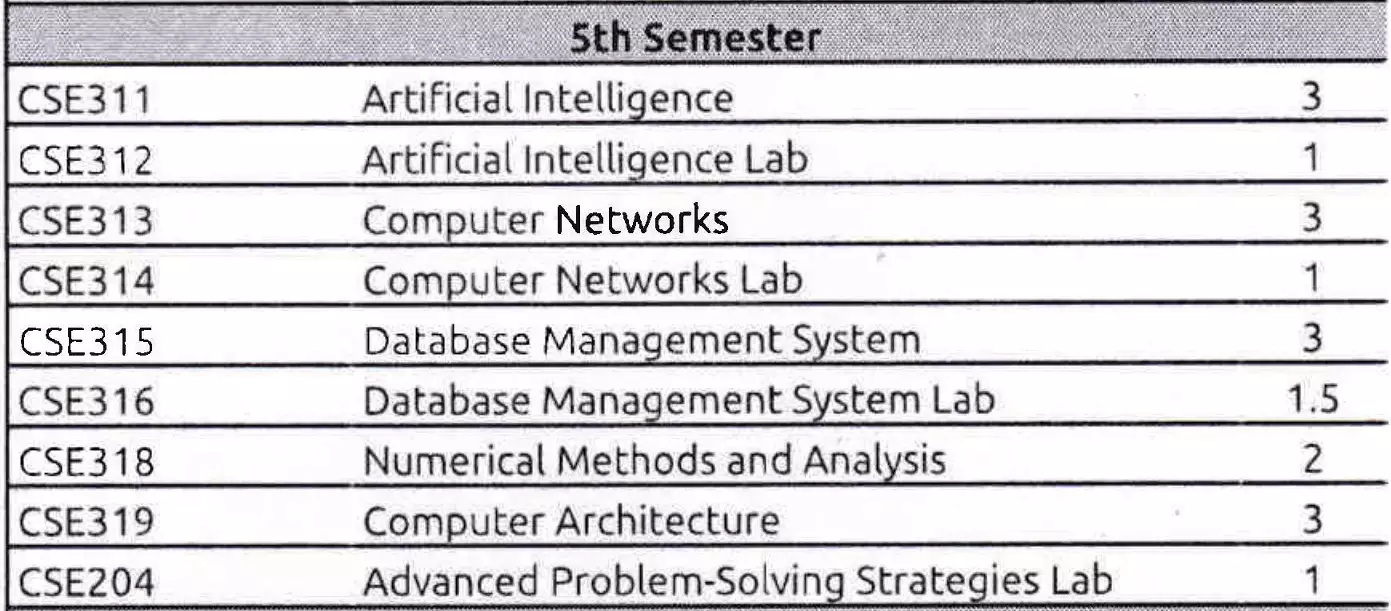 5th Semester
CSE311 Artificial Intelligence 3
CSE312 Artificial Intelligence Lab 1
CSE313 Computer Networks 3
CSE314 Computer Networks Lab 1
CSE315 Database Management System 3
CSE316 Database Management System Lab 1.5
CSE318 Numerical Methods and Analysis 2
CSE319 Computer Architecture 3
CSE204 Advanced Problem-Solving Strategies Lab 1